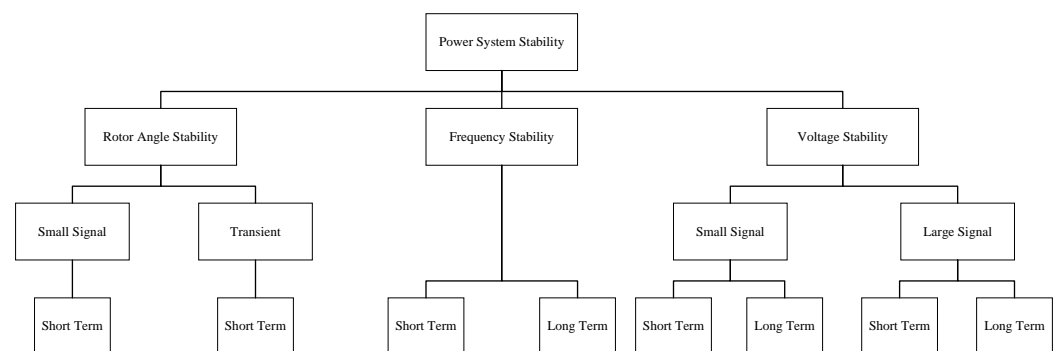 Power System Stability
Rotor Angle Stability
Frequency Stability
Voltage Stability
Small Signal
Transient
Small Signal
Large Signal
Short Term
Short Term
Short Term
Long Term
Short Term
Long Term
Short Term
Long Term